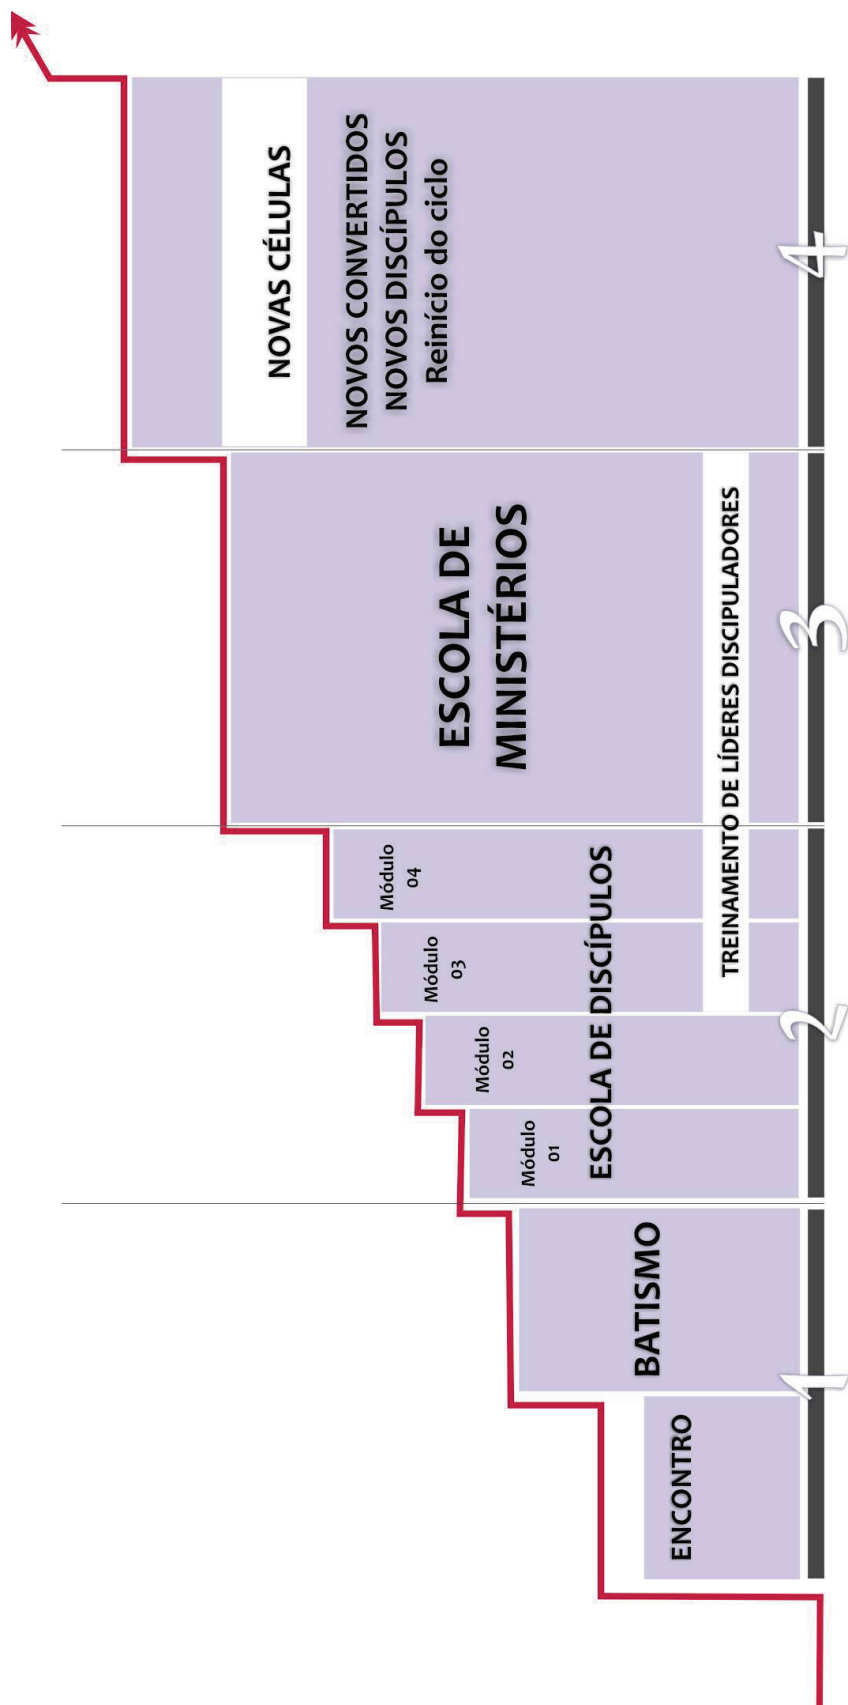 ENCONTRO
BATISMO
Módulo
01
Módulo
02
Módulo
03
Módulo
04
ESCOLA DE DISCÍPULOS
TREINAMENTO DE LÍDERES DISCIPULADORES
ESCOLA DE
MINISTÉRIOS
NOVAS CÉLULAS
NOVOS CONVERTIDOS
NOVOS DISCÍPULOS
Reinício do ciclo
1
2
3
4